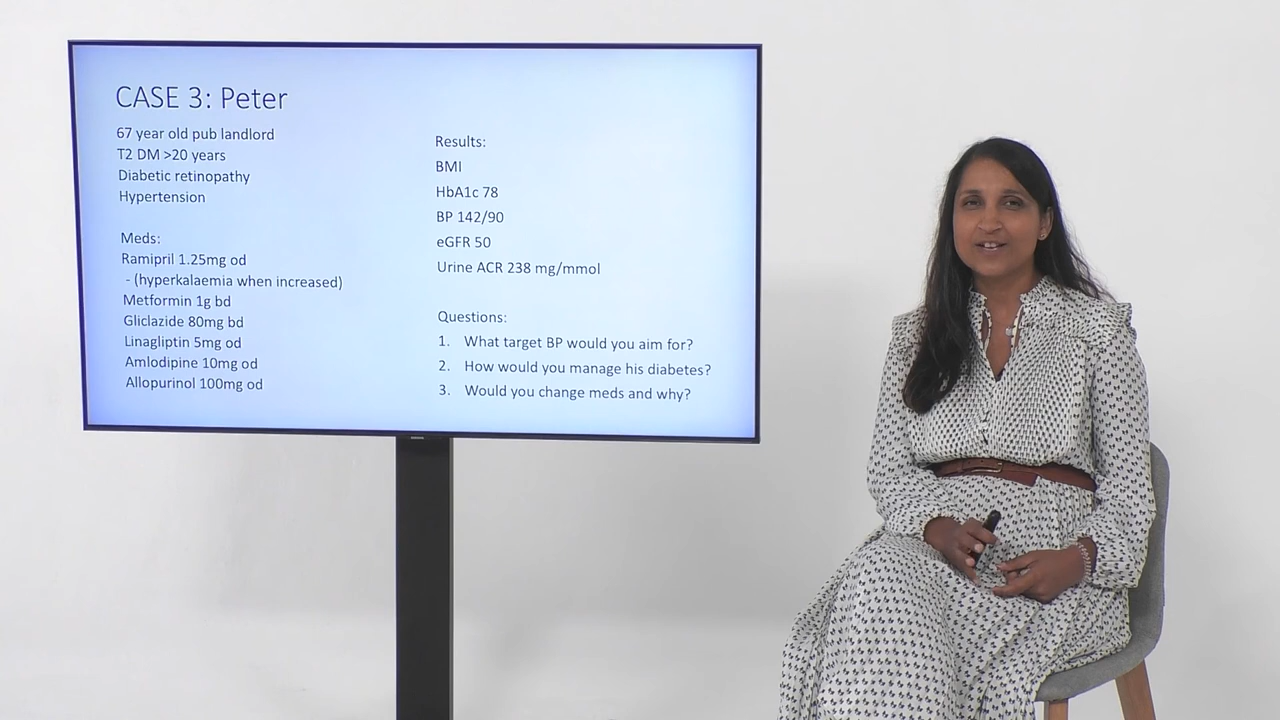 CASE 3: Peter
67 year old pub landlord
T2 DM >20 years
Diabetic retinopathy
Hypertension
Meds:
Ramipril 1.25mg od
- (hyperkalaemia when increased)
Metformin 1g bd
Gliclazide 80mg bd
Linagliptin 5mg od
Amlodipine 10mg od
Allopurinol 100mg od
Results:
BMI
HbA1c 78
BP 142/90
eGFR 50
Urine ACR 238 mg/mmol
Questions:
1. What target BP would you aim for?
2. How would you manage his diabetes?
3. Would you change meds and why?